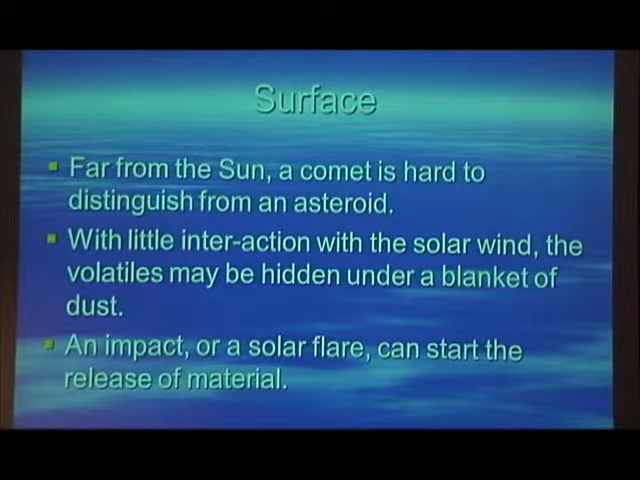 Surface
Far from the Sun, a comet is hard to
distinguish from an asteroid.
With little inter-action with the solar wind, the
volatiles may be hidden under a blanket of
dust.
An impact, or a solar flare, can start the
release of material.